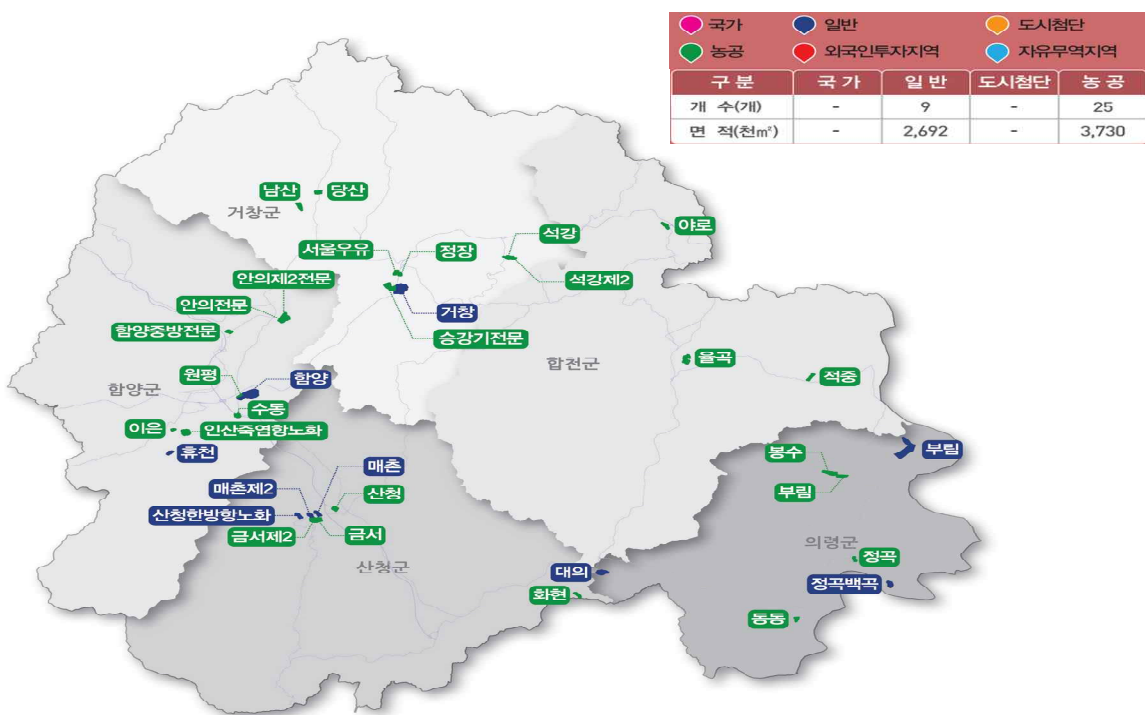 국가 일반 도시첨단
농공 외국인투자지역 자유무역지역
구 분 국 가 일 반 도시첨단 농 공
개 수(개) - 9 - 25
면 적(천㎡) - 2,692 - 3,730
남산 당산
거창군
석강 야로
서울우유 정장
안의제2전문 석강제2
안의전문 거창
함양중방전문 승강기전문
합천군 율곡
원평 함양 적중
함양군
수동
이은 인산죽염항노화
휴천 부림
매촌 봉수
매촌제2 산청 부림
산청한방항노화
금서제2 금서
의령군
산청군 정곡
대의 정곡백곡
화현
동동